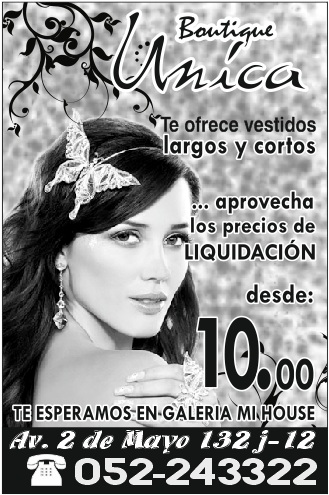 Boutique
Unica
Te ofrece vestidos
largos y cortos
... aprovecha
los precios de
LIQUIDACIÓN
desde:
10.00
TE ESPERAMOS EN GALERIA MI HOUSE
Av. 2 de Mayo 132 j-12
052-243322